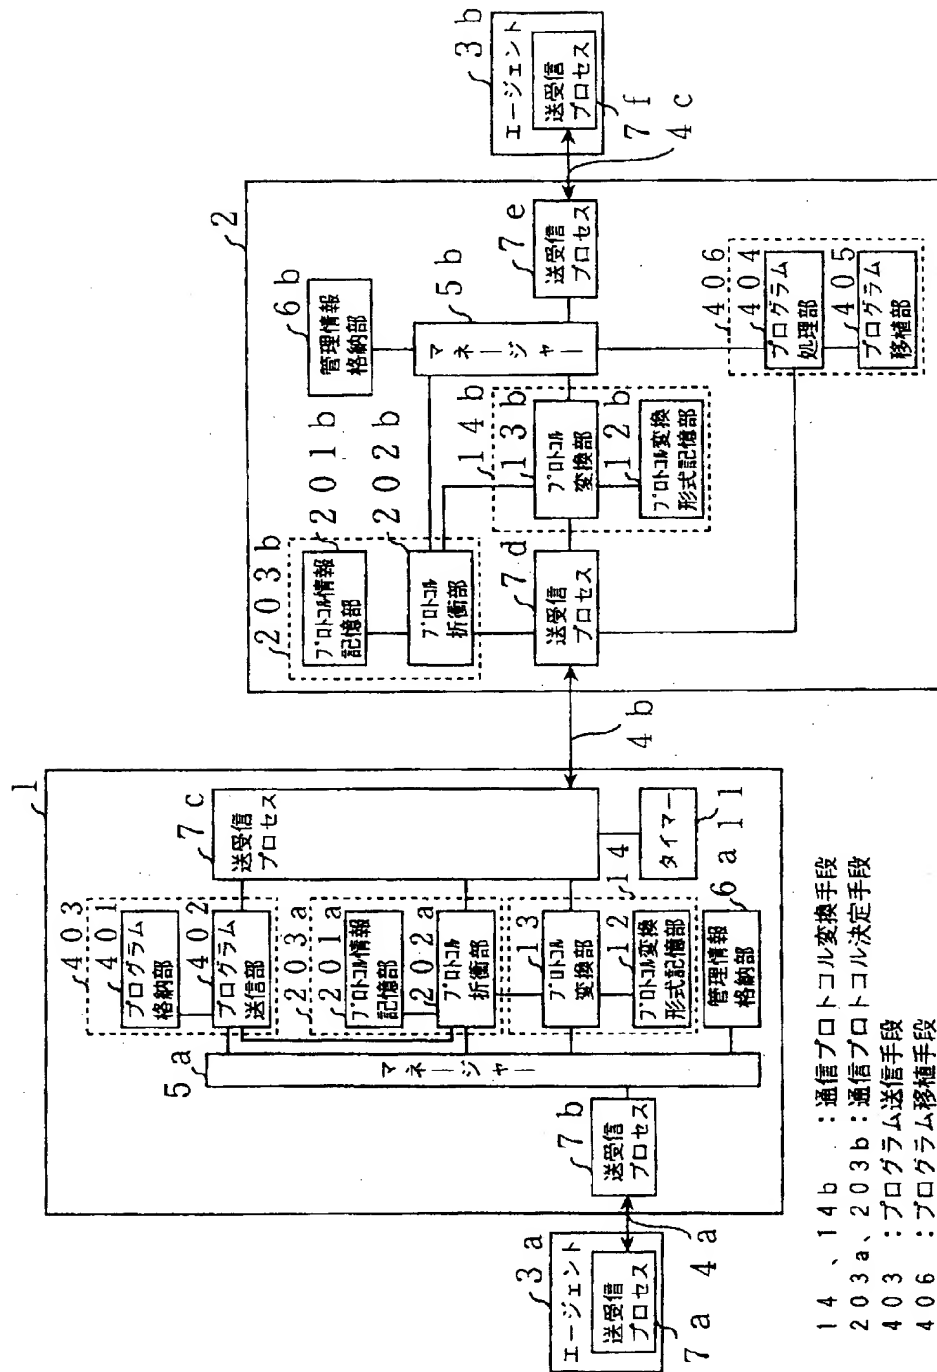 1
5a
マネージャー
403
401
プログラム
格納部
402
プログラム
送信部
203a
201a
プロトコル情報
記憶部
202a
プロトコル
折衝部
13
プロトコル
変換部
12
プロトコル変換
形式記憶部
14
管理情報
格納部
6a
7c
送受信
プロセス
タイマー
11
7b
送受信
プロセス
3a
エージェント
送受信
プロセス
7a
4a
4b
2
203b
201b
プロトコル情報
記憶部
202b
プロトコル
折衝部
6b
管理情報
格納部
5b
マネージャー
14b
13b
プロトコル
変換部
12b
プロトコル変換
形式記憶部
7d
送受信
プロセス
7e
送受信
プロセス
406
404
プログラム
処理部
405
プログラム
移植部
3b
エージェント
送受信
プロセス
7f
4c
14、14b :通信プロトコル変換手段
203a、203b:通信プロトコル決定手段
403 :プログラム送信手段
406 :プログラム移植手段